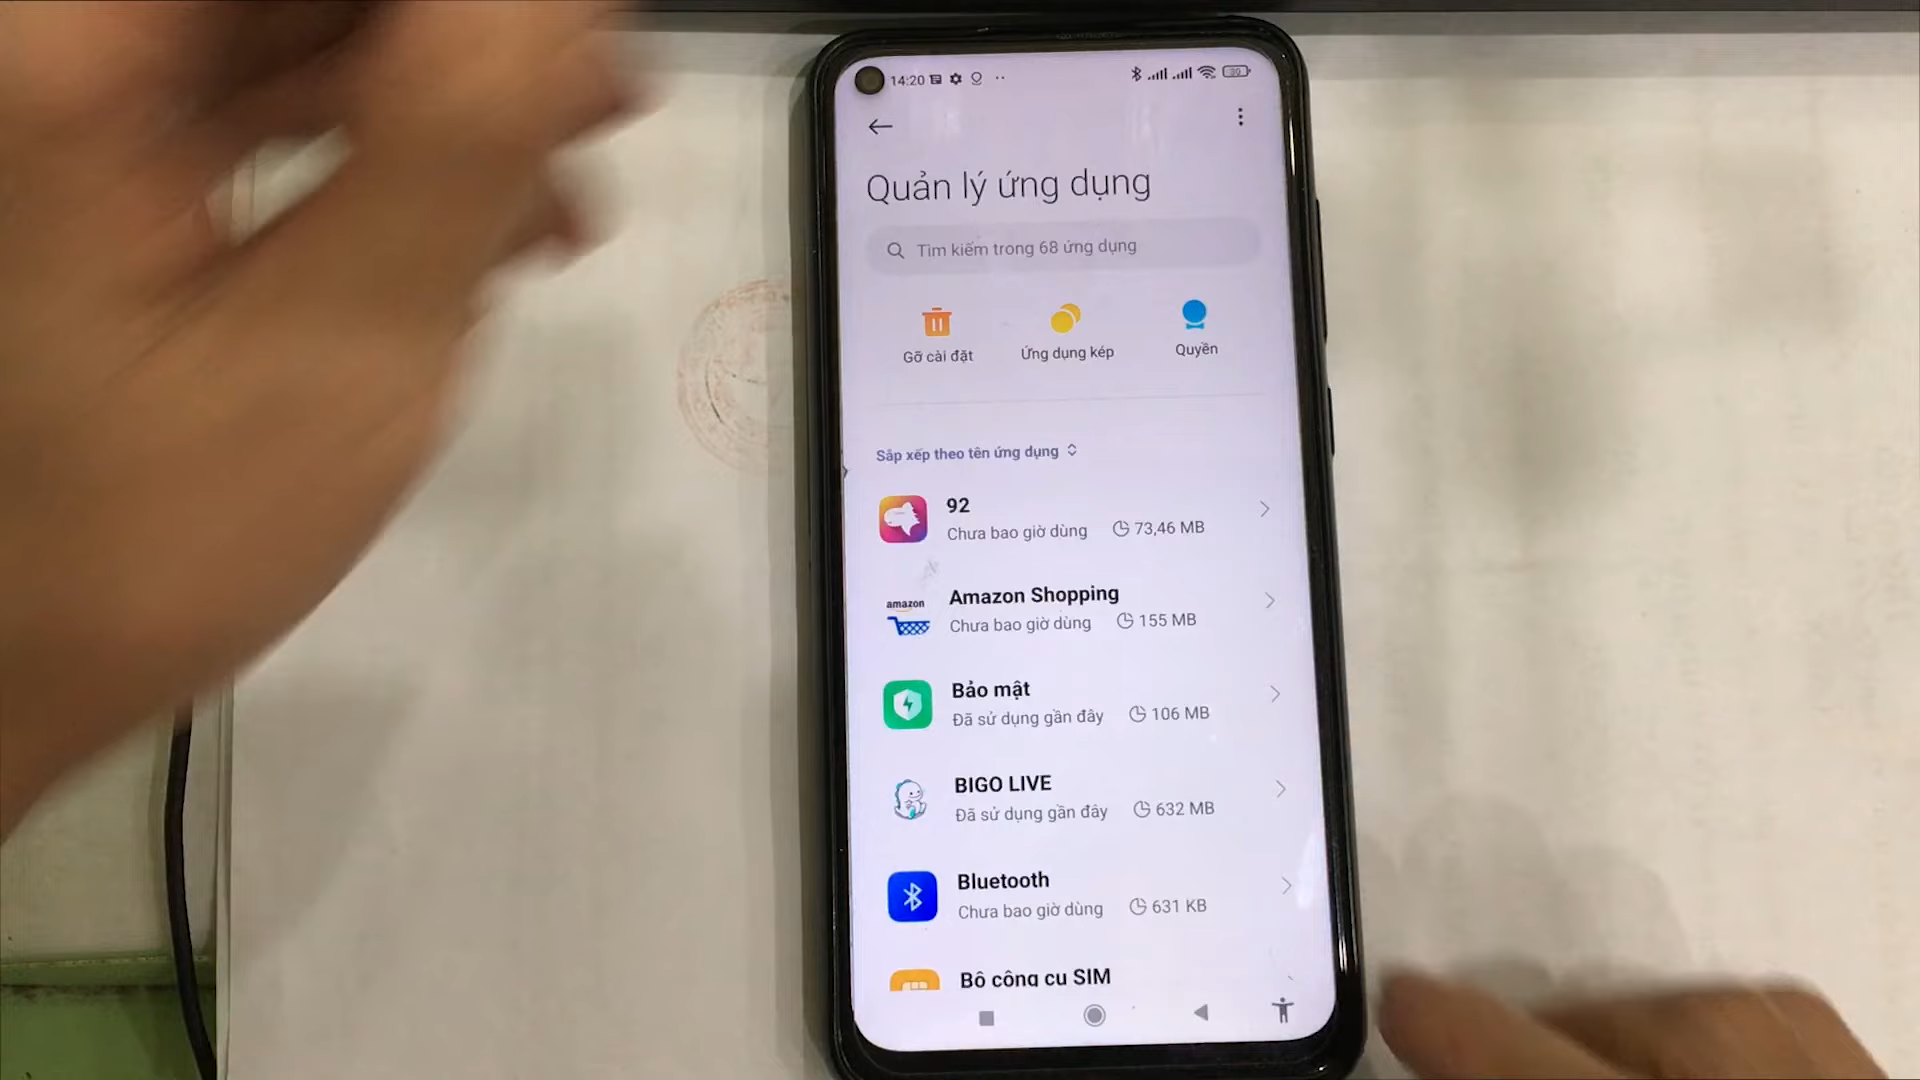 14:20
30
Quản lý ứng dụng
Tìm kiếm trong 68 ứng dụng
Gỡ cài đặt
Ứng dụng kép
Quyền
Sắp xếp theo tên ứng dụng
92
Chưa bao giờ dùng 73,46 MB
amazon
Amazon Shopping
Chưa bao giờ dùng 155 MB
Bảo mật
Đã sử dụng gần đây 106 MB
BIGO LIVE
Đã sử dụng gần đây 632 MB
Bluetooth
Chưa bao giờ dùng 631 KB
Bộ công cụ SIM